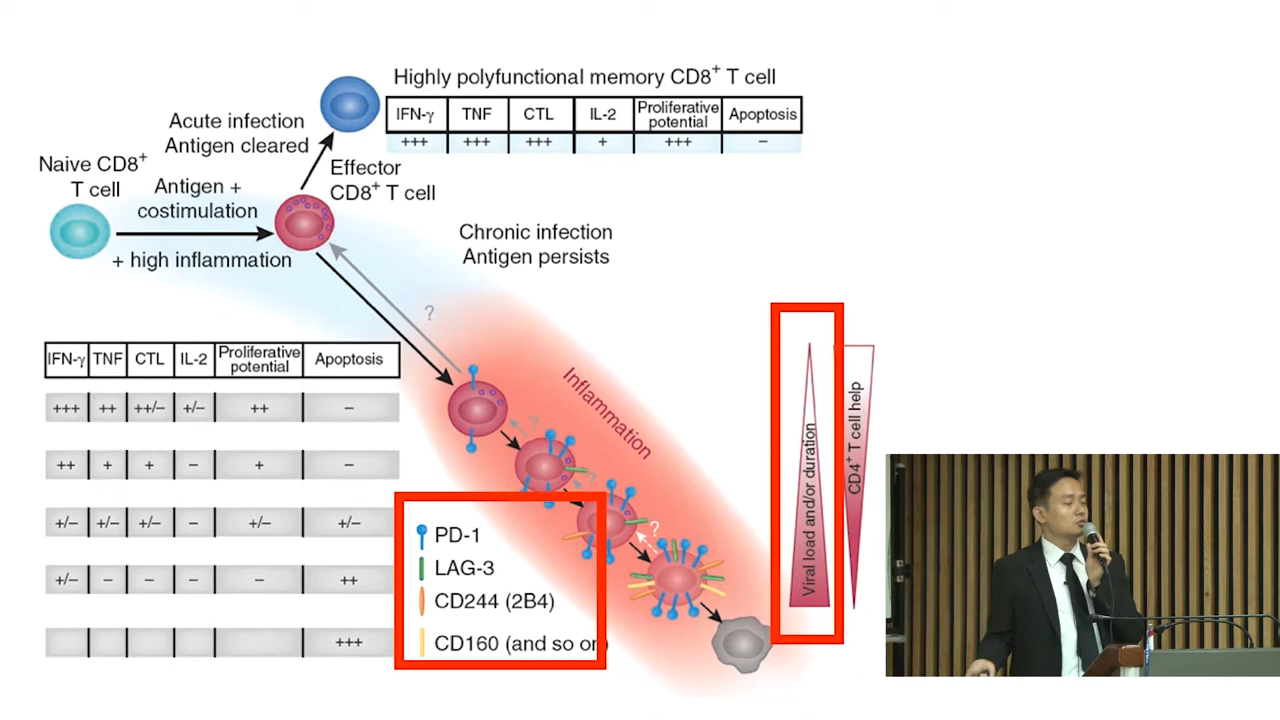 Highly polyfunctional memory CD8+ T cell
IFN-γ TNF CTL IL-2 Proliferative potential Apoptosis
+++ +++ +++ + +++ –
Acute infection
Antigen cleared
Naive CD8+
T cell
Antigen +
costimulation
+ high inflammation
Effector
CD8+ T cell
Chronic infection
Antigen persists
?
IFN-γ TNF CTL IL-2 Proliferative potential Apoptosis
+++ ++ ++/– +/– ++ –
++ + + – + –
+/– +/– +/– – +/– +/–
+/– – – – – ++
+++
Inflammation
?
?
?
PD-1
LAG-3
CD244 (2B4)
CD160 (and so on)
Viral load and/or duration
CD4+ T cell help